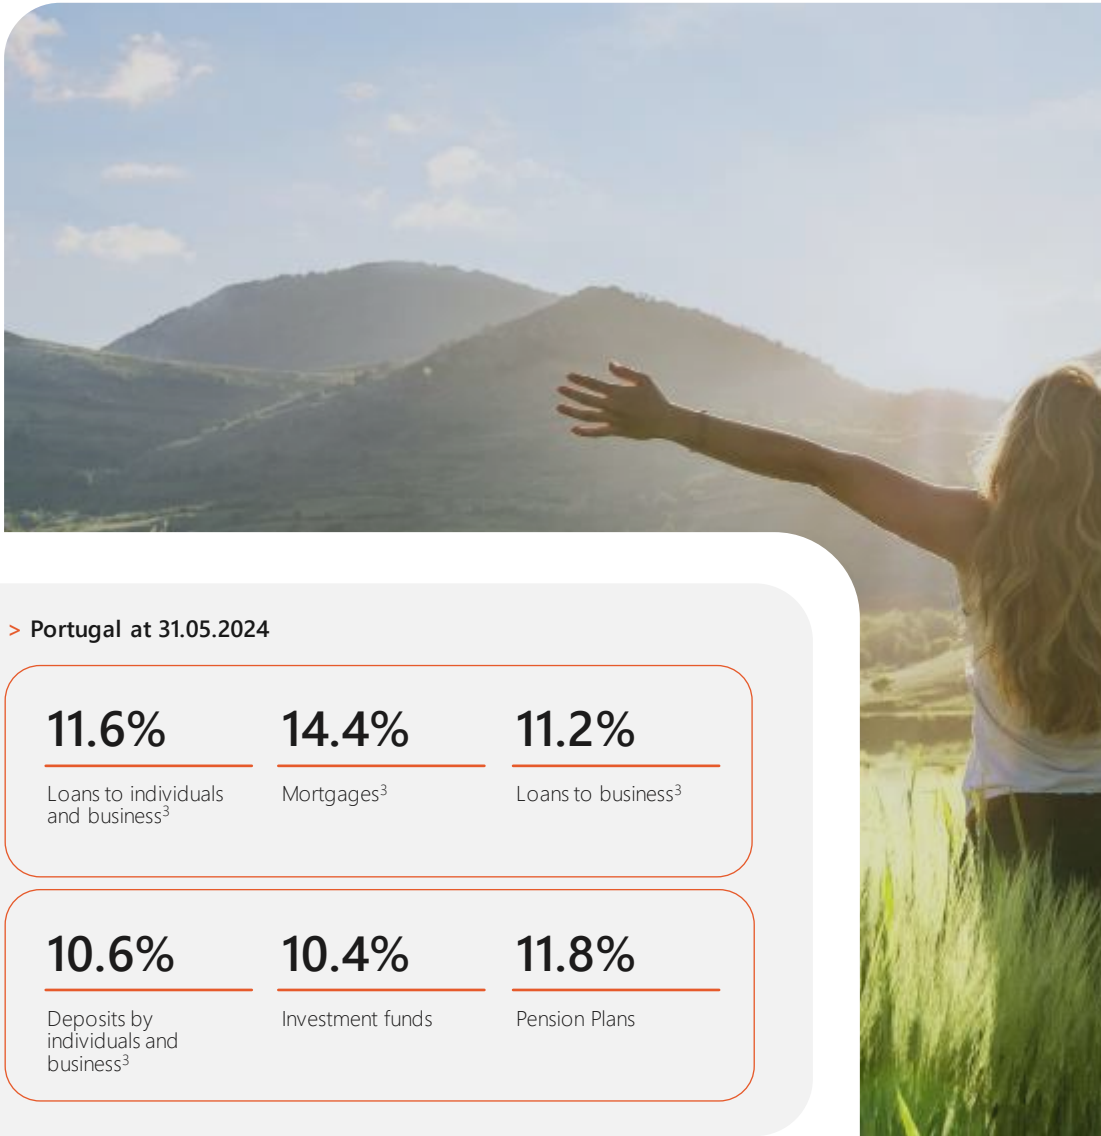 > Portugal at 31.05.2024
11.6%
14.4%
11.2%
Loans to individuals
and business³
Mortgages³
Loans to business³
10.6%
10.4%
11.8%
Deposits by
individuals and
business³
Investment funds
Pension Plans